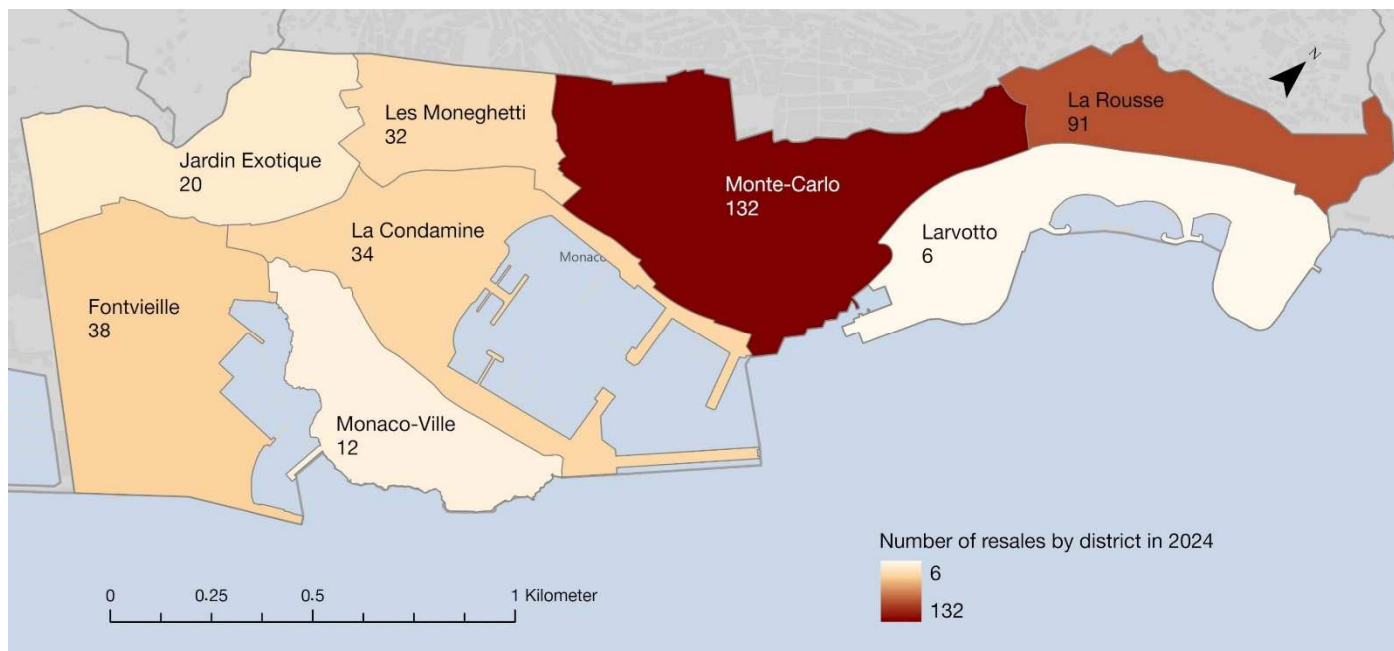 N
La Rousse
91
Les Moneghetti
32
Jardin Exotique
20
Monte-Carlo
132
La Condamine
34
Larvotto
6
Monaco
Fontvieille
38
Monaco-Ville
12
Number of resales by district in 2024
6
132
0 0.25 0.5 1 Kilometer